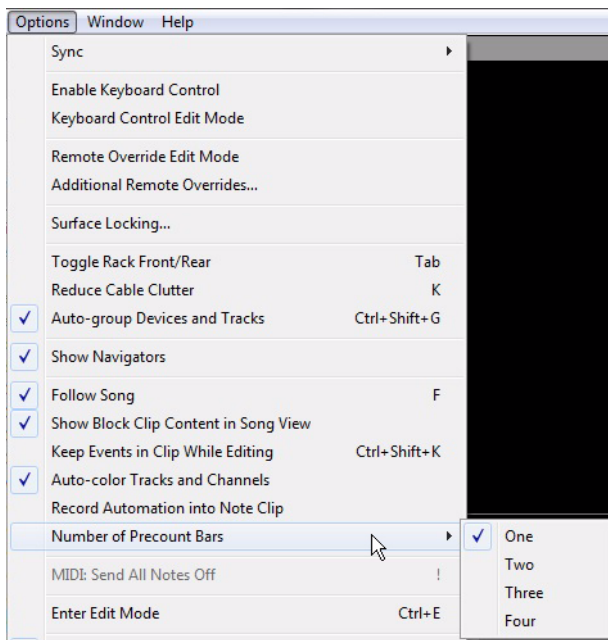 Options Window Help
Sync
Enable Keyboard Control
Keyboard Control Edit Mode
Remote Override Edit Mode
Additional Remote Overrides...
Surface Locking...
Toggle Rack Front/Rear Tab
Reduce Cable Clutter K
Auto-group Devices and Tracks Ctrl+Shift+G
Show Navigators
Follow Song F
Show Block Clip Content in Song View
Keep Events in Clip While Editing Ctrl+Shift+K
Auto-color Tracks and Channels
Record Automation into Note Clip
Number of Precount Bars
One
Two
Three
Four
MIDI: Send All Notes Off !
Enter Edit Mode Ctrl+E